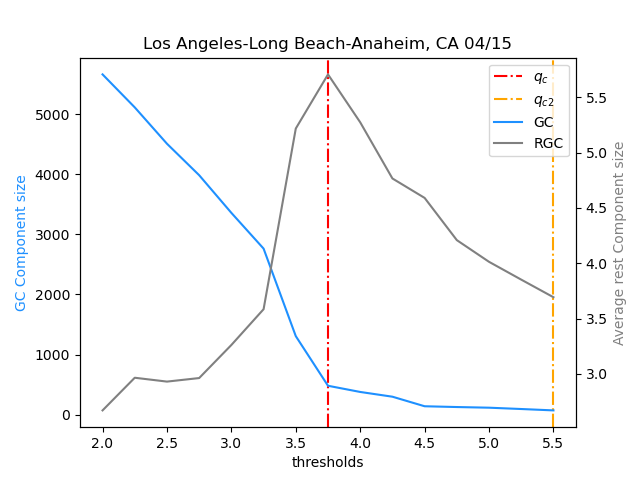 Los Angeles-Long Beach-Anaheim, CA 04/15
GC Component size
5000
4000
3000
2000
1000
0
2.0 2.5 3.0 3.5 4.0 4.5 5.0 5.5
thresholds
5.5
5.0
4.5
4.0
3.5
3.0
Average rest Component size
q_c
q_{c2}
GC
RGC